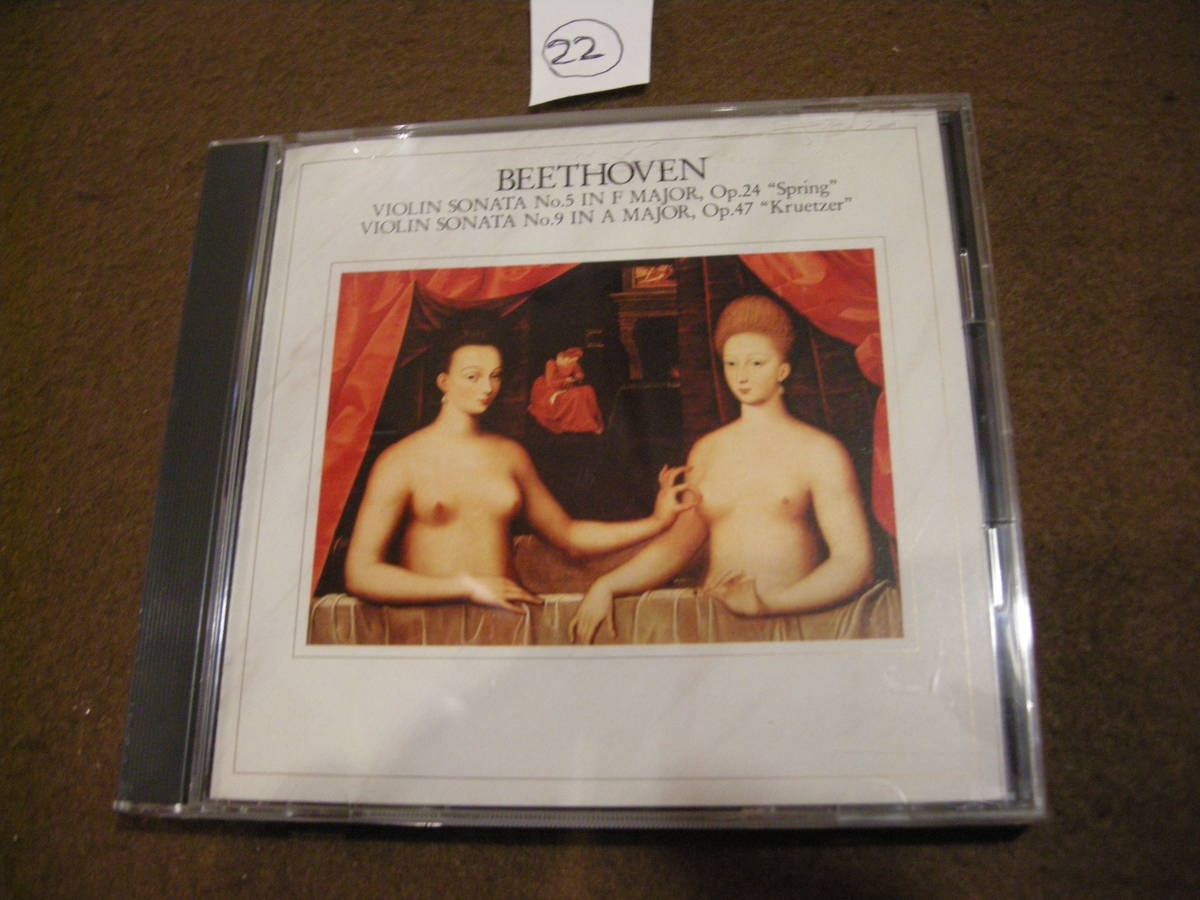 22
BEETHOVEN
VIOLIN SONATA No.5 IN F MAJOR, Op.24 “Spring”
VIOLIN SONATA No.9 IN A MAJOR, Op.47 “Kruetzer”